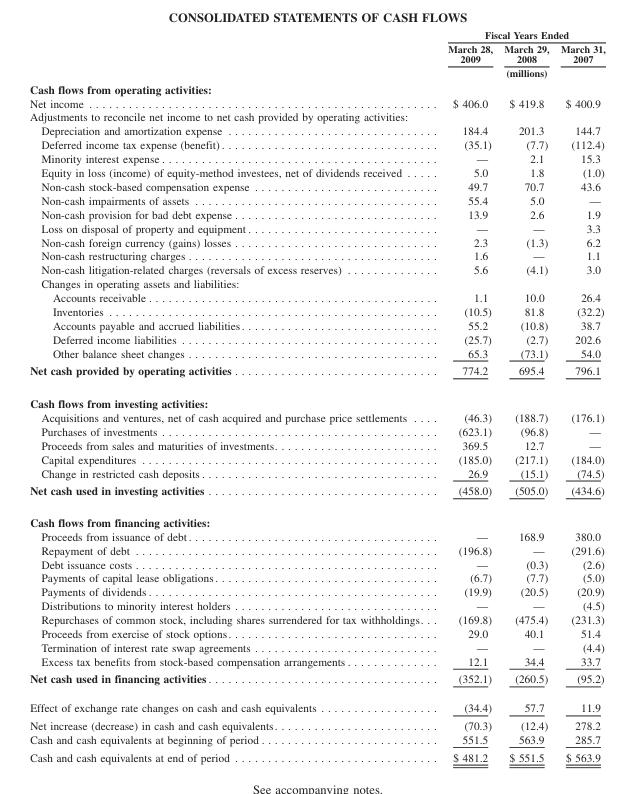 CONSOLIDATED STATEMENTS OF CASH FLOWS
Fiscal Years Ended
March 28, March 29, March 31,
2009 2008 2007
(millions)
Cash flows from operating activities:
Net income $ 406.0 $ 419.8 $ 400.9
Adjustments to reconcile net income to net cash provided by operating activities:
Depreciation and amortization expense 184.4 201.3 144.7
Deferred income tax expense (benefit) (35.1) (7.7) (112.4)
Minority interest expense — 2.1 15.3
Equity in loss (income) of equity-method investees, net of dividends received 5.0 1.8 (1.0)
Non-cash stock-based compensation expense 49.7 70.7 43.6
Non-cash impairments of assets 55.4 5.0 —
Non-cash provision for bad debt expense 13.9 2.6 1.9
Loss on disposal of property and equipment — — 3.3
Non-cash foreign currency (gains) losses 2.3 (1.3) 6.2
Non-cash restructuring charges 1.6 — 1.1
Non-cash litigation-related charges (reversals of excess reserves) 5.6 (4.1) 3.0
Changes in operating assets and liabilities:
Accounts receivable 1.1 10.0 26.4
Inventories (10.5) 81.8 (32.2)
Accounts payable and accrued liabilities 55.2 (10.8) 38.7
Deferred income liabilities (25.7) (2.7) 202.6
Other balance sheet changes 65.3 (73.1) 54.0
Net cash provided by operating activities 774.2 695.4 796.1
Cash flows from investing activities:
Acquisitions and ventures, net of cash acquired and purchase price settlements (46.3) (188.7) (176.1)
Purchases of investments (623.1) (96.8) —
Proceeds from sales and maturities of investments 369.5 12.7 —
Capital expenditures (185.0) (217.1) (184.0)
Change in restricted cash deposits 26.9 (15.1) (74.5)
Net cash used in investing activities (458.0) (505.0) (434.6)
Cash flows from financing activities:
Proceeds from issuance of debt — 168.9 380.0
Repayment of debt (196.8) — (291.6)
Debt issuance costs — (0.3) (2.6)
Payments of capital lease obligations (6.7) (7.7) (5.0)
Payments of dividends (19.9) (20.5) (20.9)
Distributions to minority interest holders — — (4.5)
Repurchases of common stock, including shares surrendered for tax withholdings (169.8) (475.4) (231.3)
Proceeds from exercise of stock options 29.0 40.1 51.4
Termination of interest rate swap agreements — — (4.4)
Excess tax benefits from stock-based compensation arrangements 12.1 34.4 33.7
Net cash used in financing activities (352.1) (260.5) (95.2)
Effect of exchange rate changes on cash and cash equivalents (34.4) 57.7 11.9
Net increase (decrease) in cash and cash equivalents (70.3) (12.4) 278.2
Cash and cash equivalents at beginning of period 551.5 563.9 285.7
Cash and cash equivalents at end of period $ 481.2 $ 551.5 $ 563.9
See accompanying notes.